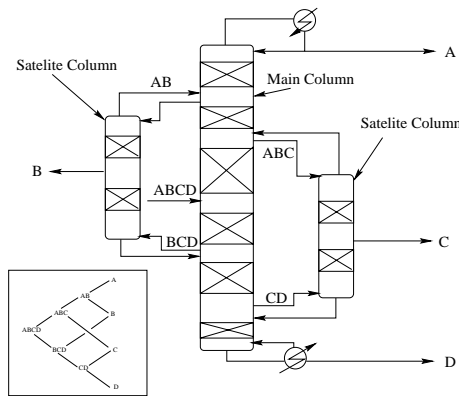 Satelite Column
AB
A
Main Column
Satelite Column
ABC
B
ABCD
BCD
C
CD
D
A
AB
ABC
B
ABCD
BCD
C
CD
D